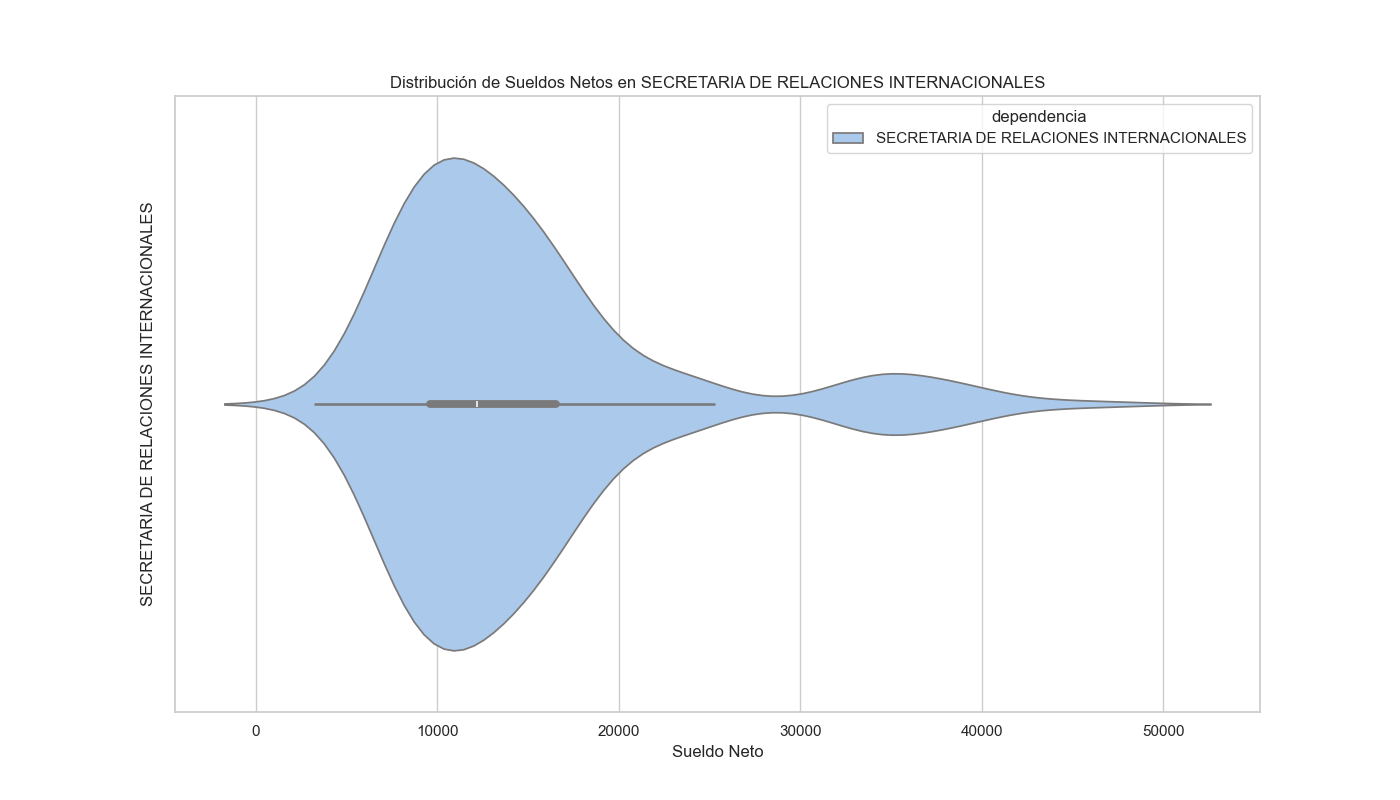 Distribución de Sueldos Netos en SECRETARIA DE RELACIONES INTERNACIONALES
dependencia
SECRETARIA DE RELACIONES INTERNACIONALES
SECRETARIA DE RELACIONES INTERNACIONALES
0 10000 20000 30000 40000 50000
Sueldo Neto